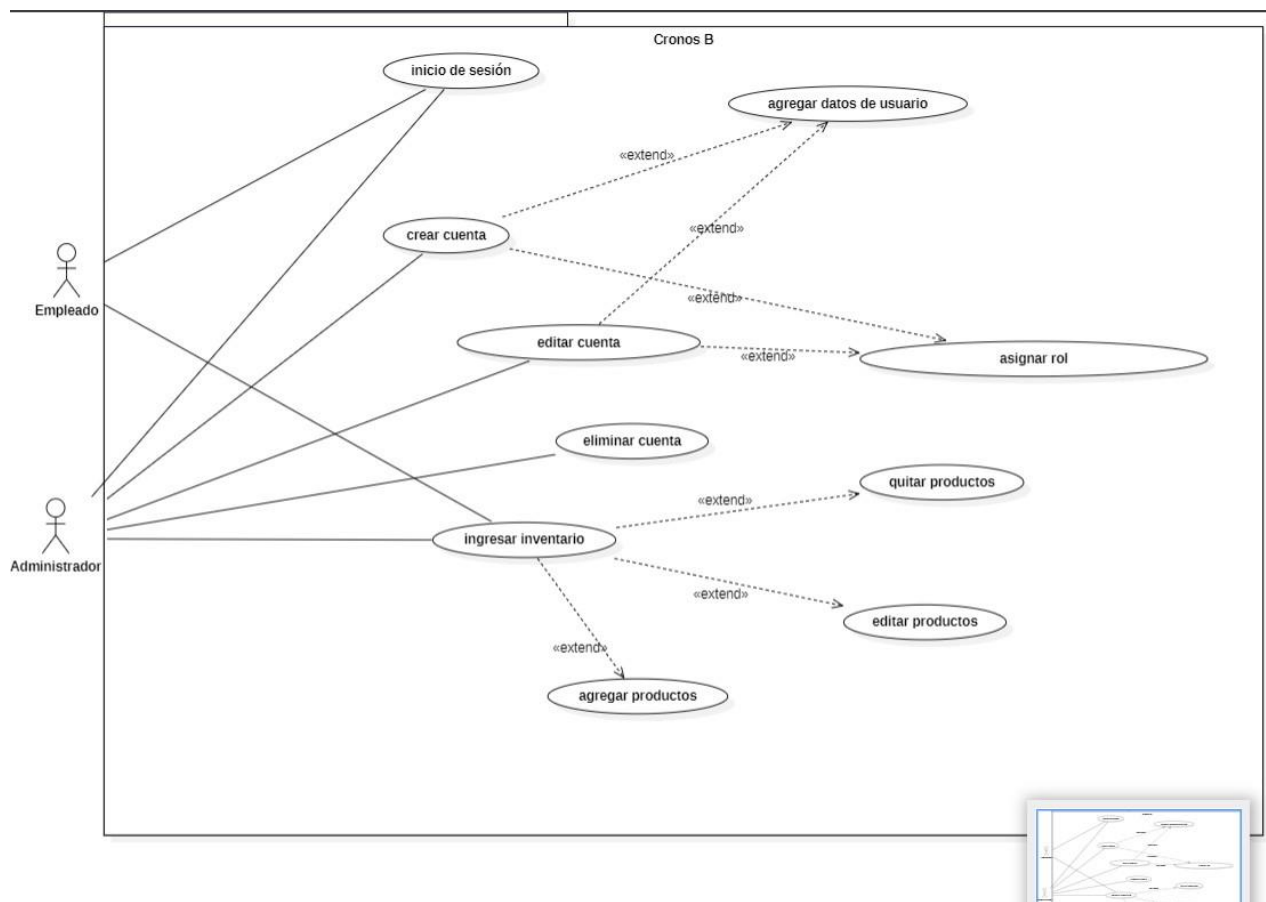 Cronos B
inicio de sesión
agregar datos de usuario
«extend»
crear cuenta
«extend»
Empleado
«extend»
editar cuenta
«extend»
asignar rol
eliminar cuenta
quitar productos
«extend»
ingresar inventario
Administrador
«extend»
editar productos
«extend»
agregar productos